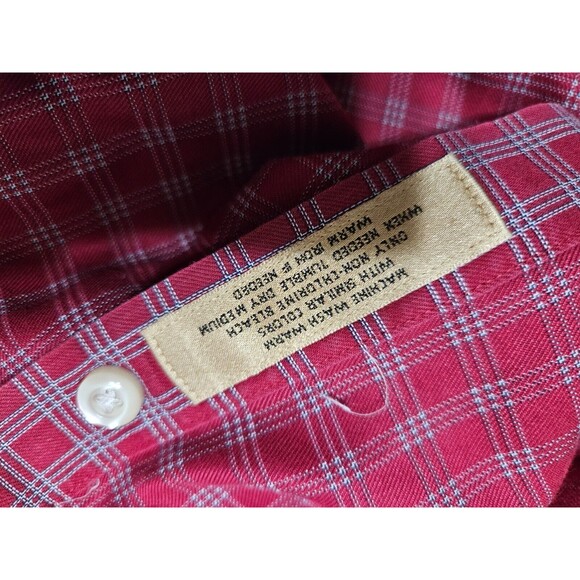 MACHINE WASH WARM
WITH SIMILAR COLORS
ONLY NON-CHLORINE BLEACH
WHEN NEEDED TUMBLE DRY MEDIUM
WARM IRON IF NEEDED